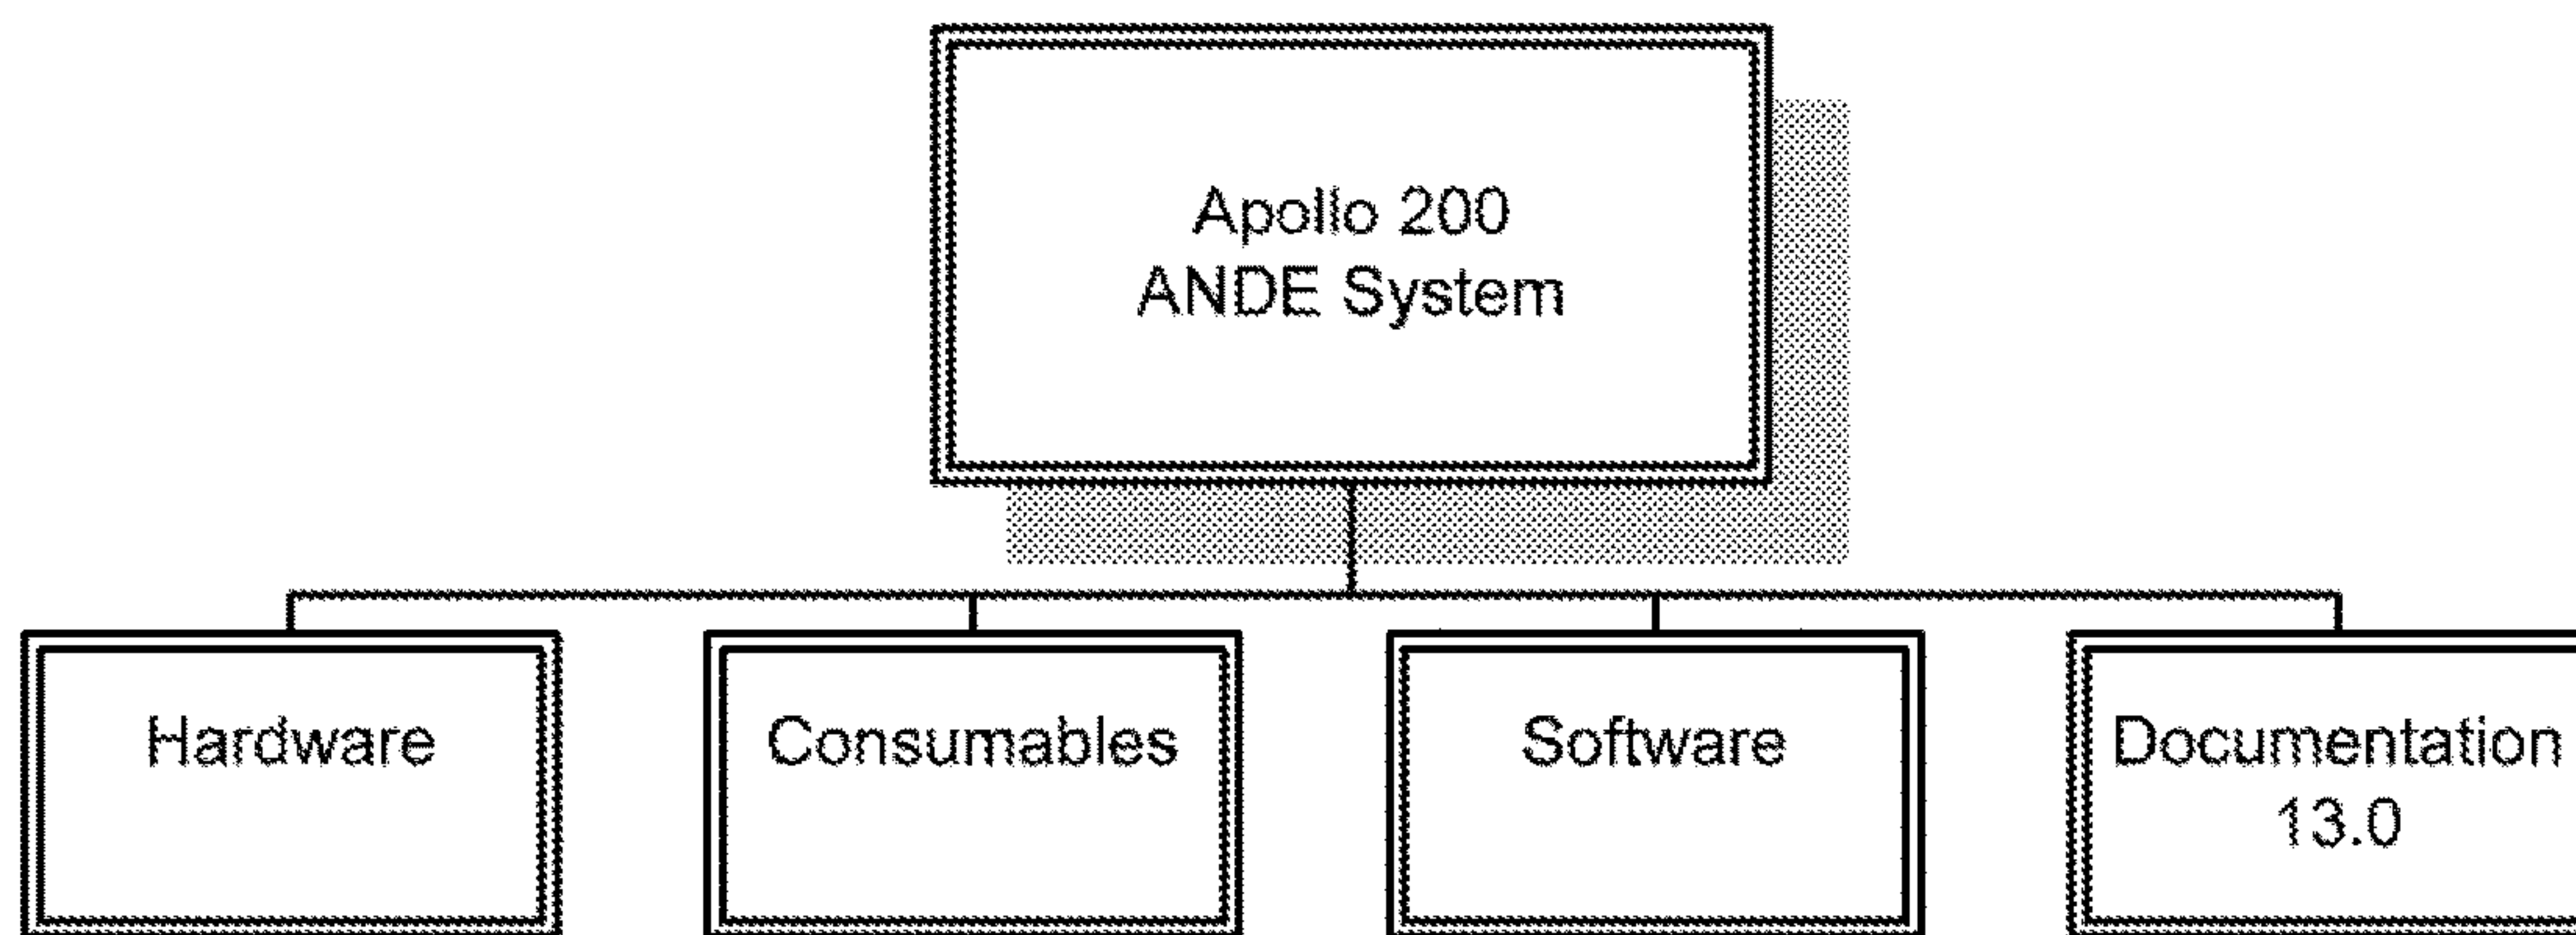 Apollo 200
ANDE System
Hardware
Consumables
Software
Documentation
13.0